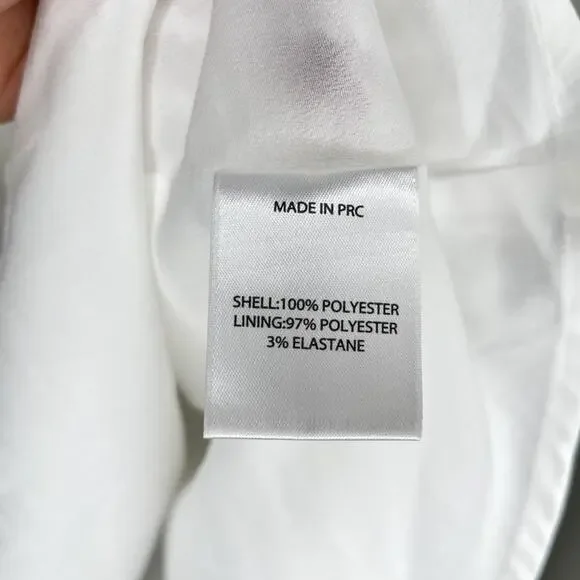 MADE IN PRC
SHELL:100% POLYESTER
LINING:97% POLYESTER
3% ELASTANE